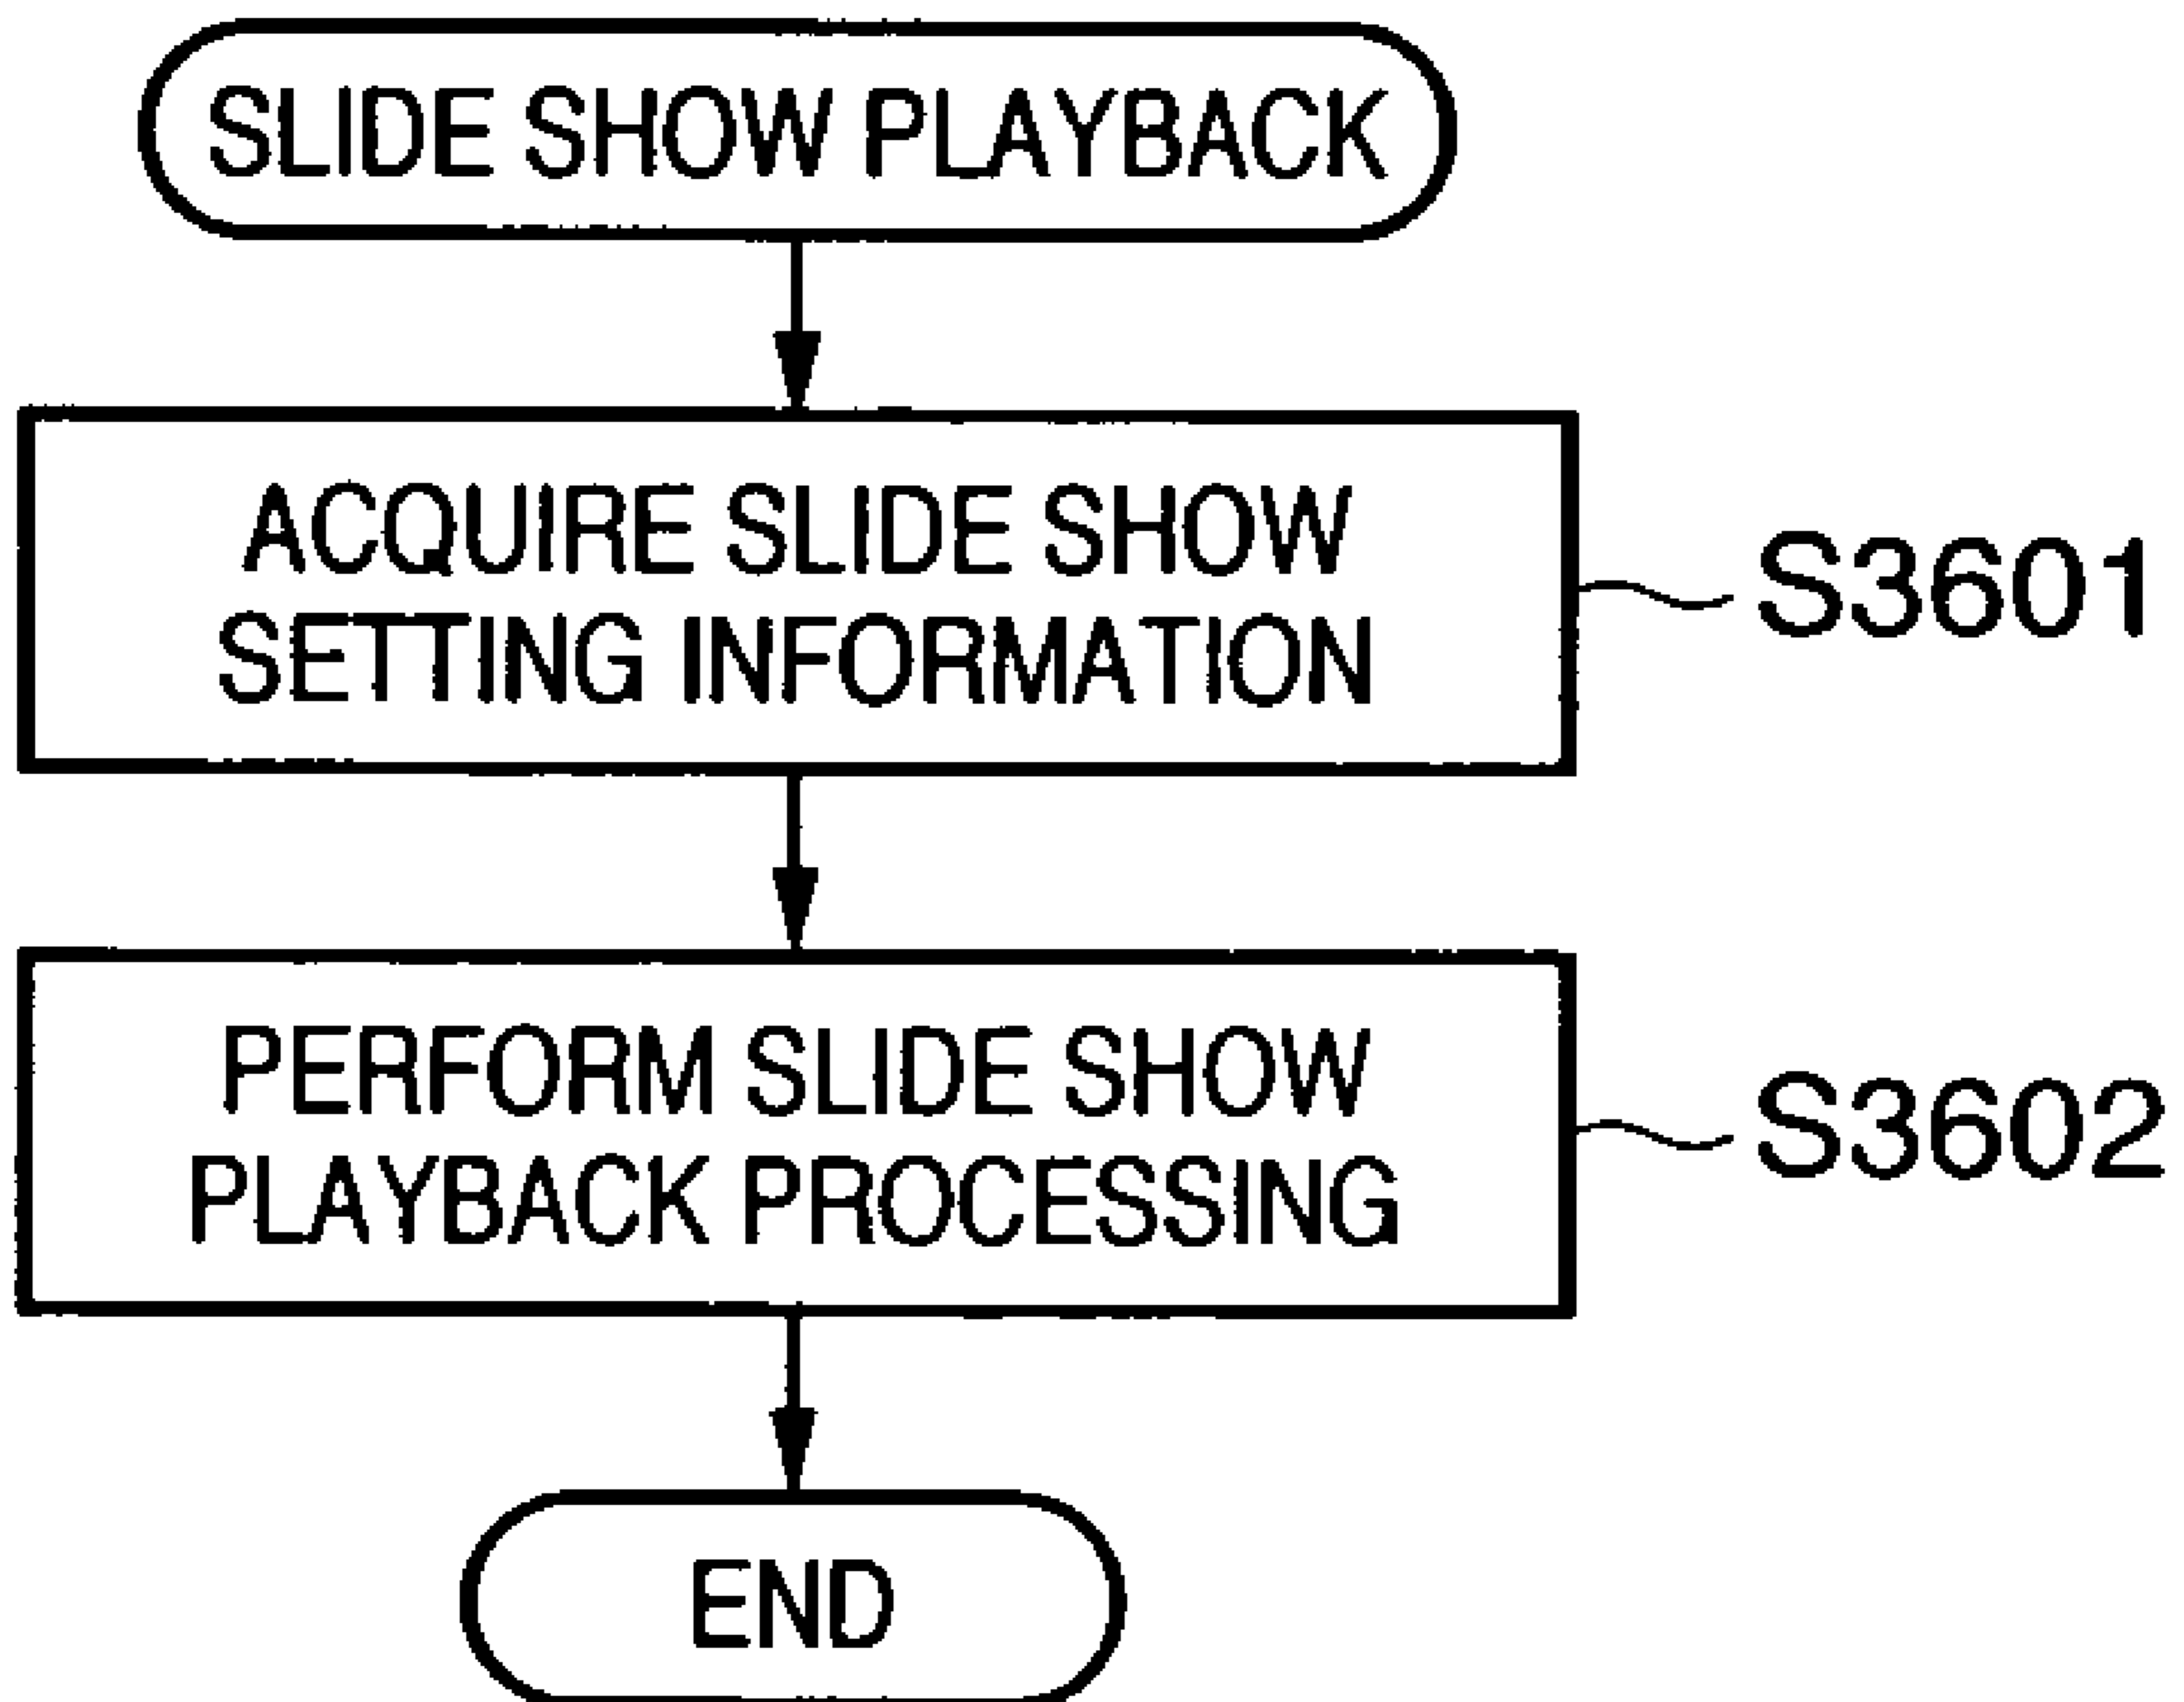 SLIDE SHOW PLAYBACK
ACQUIRE SLIDE SHOW
SETTING INFORMATION
S3601
PERFORM SLIDE SHOW
PLAYBACK PROCESSING
S3602
END